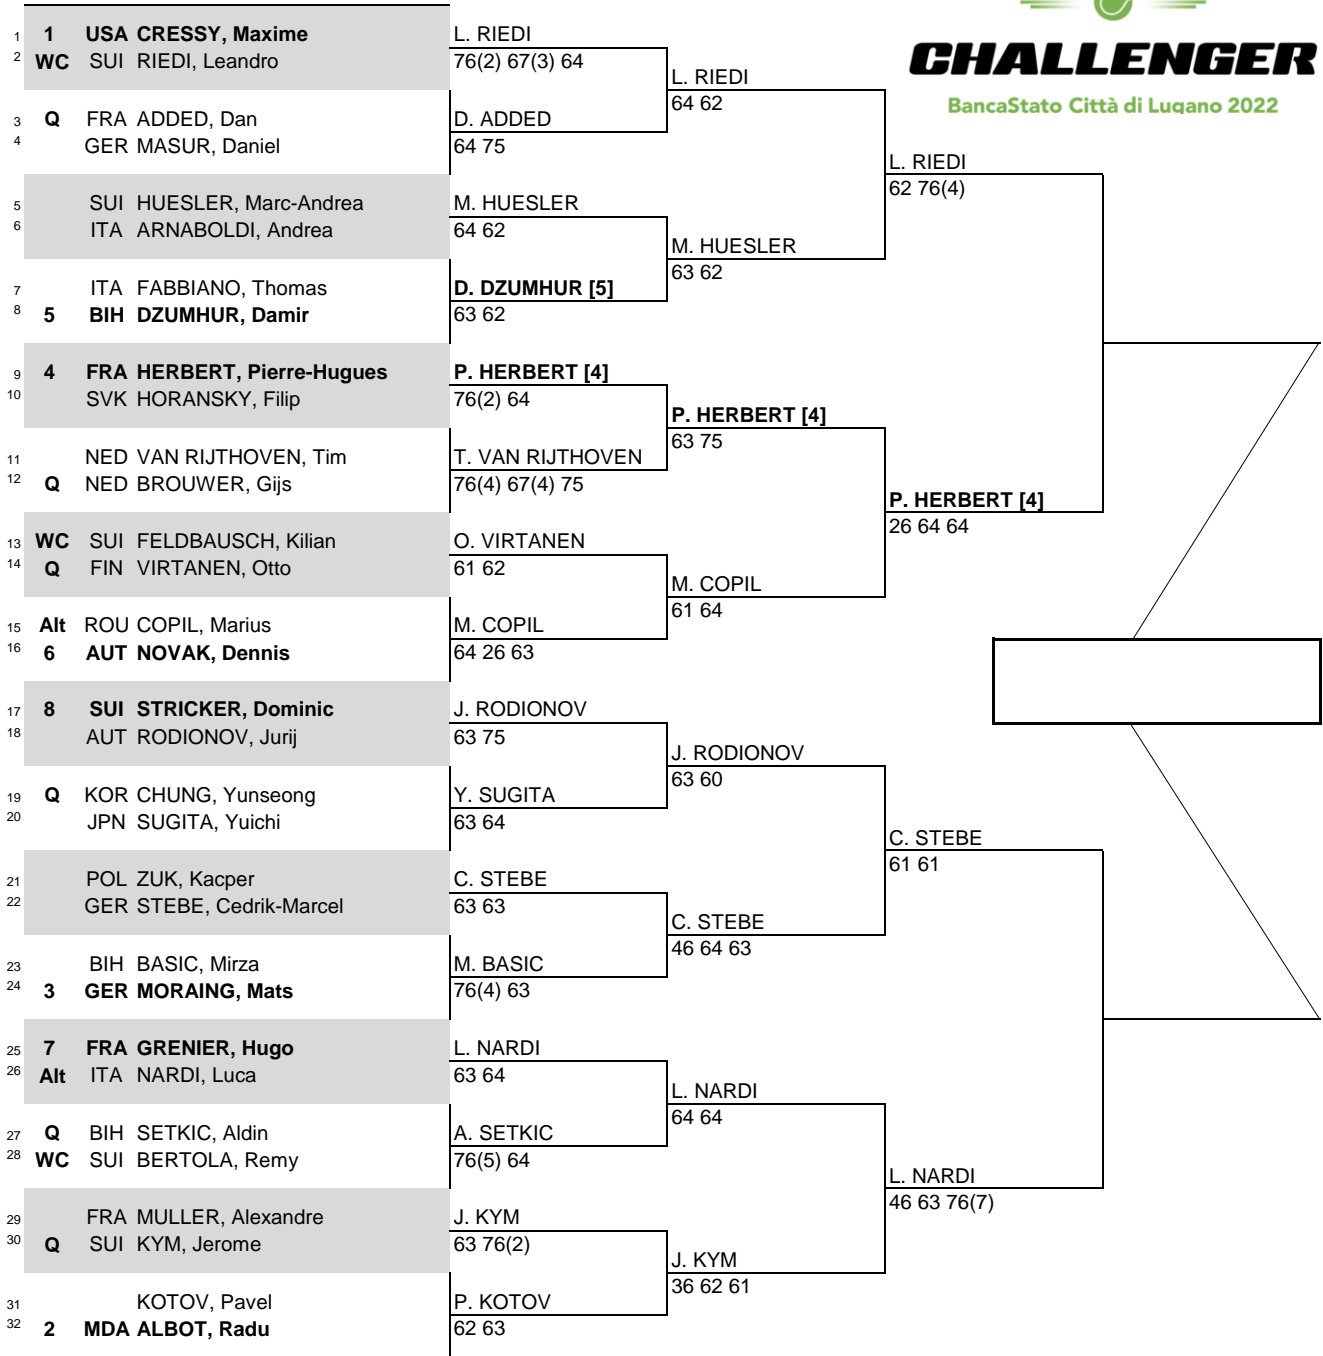 CHALLENGER
BancaStato Città di Lugano 2022
1 1 USA CRESSY, Maxime
2 WC SUI RIEDI, Leandro
3 Q FRA ADDED, Dan
4 GER MASUR, Daniel
5 SUI HUESLER, Marc-Andrea
6 ITA ARNABOLDI, Andrea
7 ITA FABBIANO, Thomas
8 5 BIH DZUMHUR, Damir
9 4 FRA HERBERT, Pierre-Hugues
10 SVK HORANSKY, Filip
11 NED VAN RIJTHOVEN, Tim
12 Q NED BROUWER, Gijs
13 WC SUI FELDBAUSCH, Kilian
14 Q FIN VIRTANEN, Otto
15 Alt ROU COPIL, Marius
16 6 AUT NOVAK, Dennis
17 8 SUI STRICKER, Dominic
18 AUT RODIONOV, Jurij
19 Q KOR CHUNG, Yunseong
20 JPN SUGITA, Yuichi
21 POL ZUK, Kacper
22 GER STEBE, Cedrik-Marcel
23 BIH BASIC, Mirza
24 3 GER MORAING, Mats
25 7 FRA GRENIER, Hugo
26 Alt ITA NARDI, Luca
27 Q BIH SETKIC, Aldin
28 WC SUI BERTOLA, Remy
29 FRA MULLER, Alexandre
30 Q SUI KYM, Jerome
31 KOTOV, Pavel
32 2 MDA ALBOT, Radu
L. RIEDI
76(2) 67(3) 64
D. ADDED
64 75
M. HUESLER
64 62
D. DZUMHUR [5]
63 62
P. HERBERT [4]
76(2) 64
T. VAN RIJTHOVEN
76(4) 67(4) 75
O. VIRTANEN
61 62
M. COPIL
64 26 63
J. RODIONOV
63 75
Y. SUGITA
63 64
C. STEBE
63 63
M. BASIC
76(4) 63
L. NARDI
63 64
A. SETKIC
76(5) 64
J. KYM
63 76(2)
P. KOTOV
62 63
L. RIEDI
64 62
M. HUESLER
63 62
P. HERBERT [4]
63 75
M. COPIL
61 64
J. RODIONOV
63 60
C. STEBE
46 64 63
L. NARDI
64 64
J. KYM
36 62 61
L. RIEDI
62 76(4)
P. HERBERT [4]
26 64 64
C. STEBE
61 61
L. NARDI
46 63 76(7)